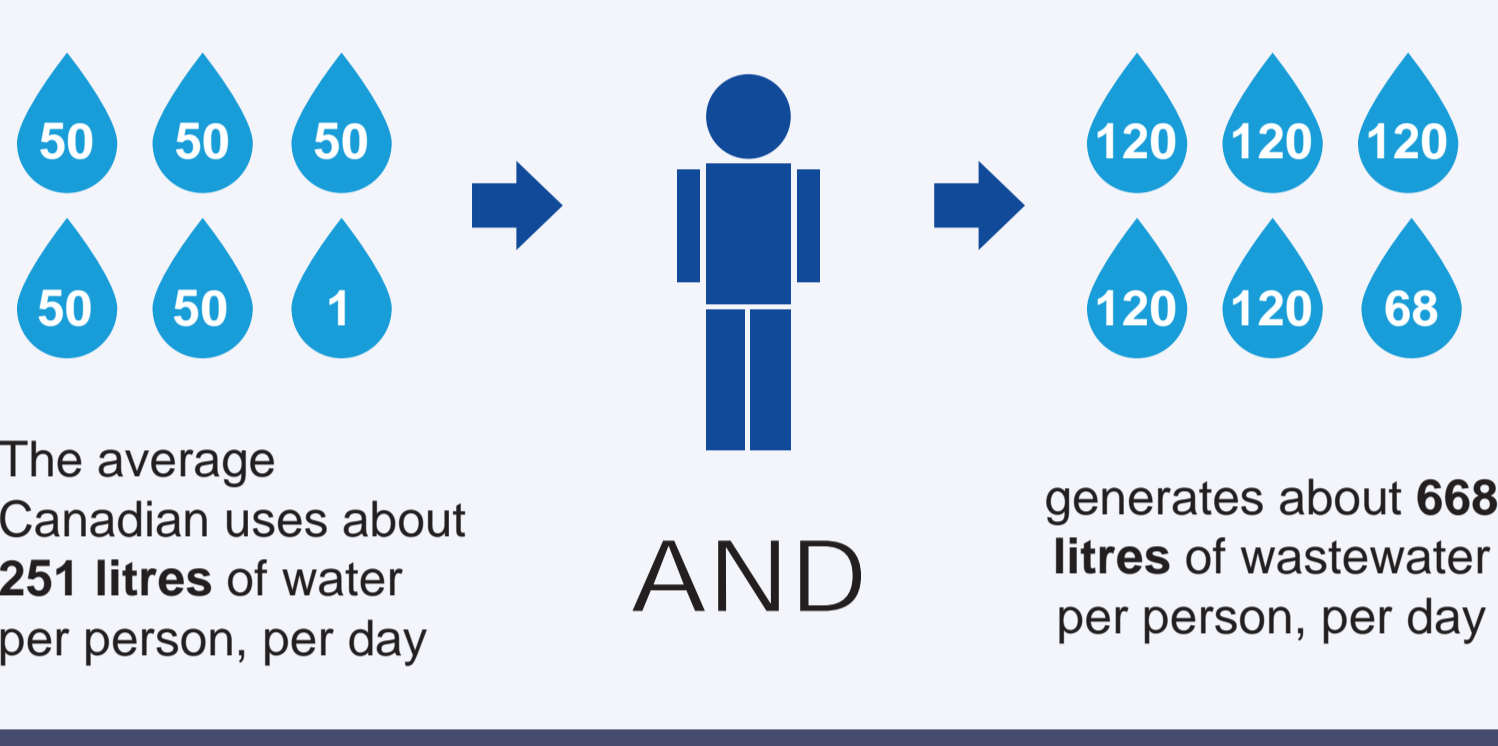 50 50 50
50 50 1
The average
Canadian uses about
251 litres of water
per person, per day
AND
120 120 120
120 120 68
generates about 668
litres of wastewater
per person, per day